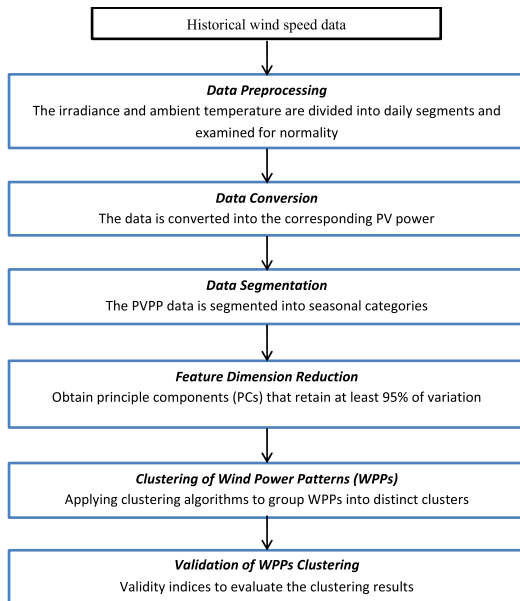 Historical wind speed data
Data Preprocessing
The irradiance and ambient temperature are divided into daily segments and
examined for normality
Data Conversion
The data is converted into the corresponding PV power
Data Segmentation
The PVPP data is segmented into seasonal categories
Feature Dimension Reduction
Obtain principle components (PCs) that retain at least 95% of variation
Clustering of Wind Power Patterns (WPPs)
Applying clustering algorithms to group WPPs into distinct clusters
Validation of WPPs Clustering
Validity indices to evaluate the clustering results